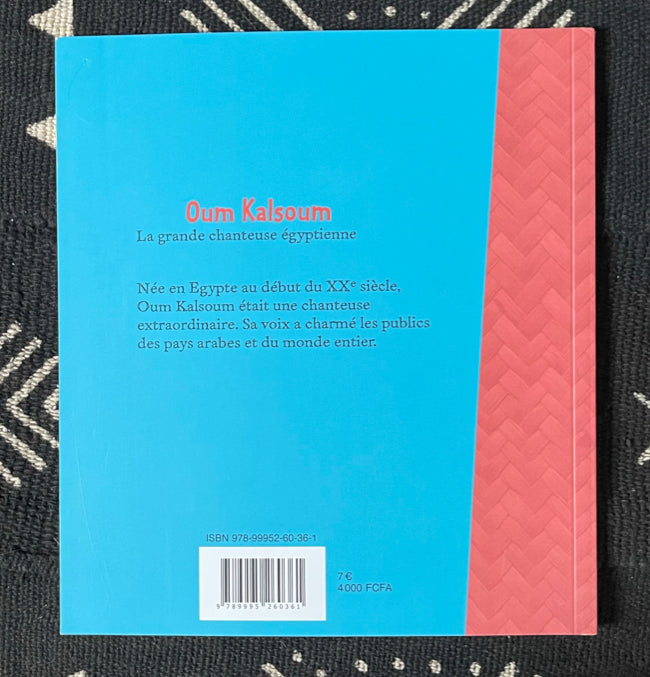 Oum Kalsoum
La grande chanteuse égyptienne
Née en Egypte au début du XXᵉ siècle,
Oum Kalsoum était une chanteuse
extraordinaire. Sa voix a charmé les publics
des pays arabes et du monde entier.
ISBN 978-99952-60-36-1
9 789995 260361
7 €
4 000 FCFA